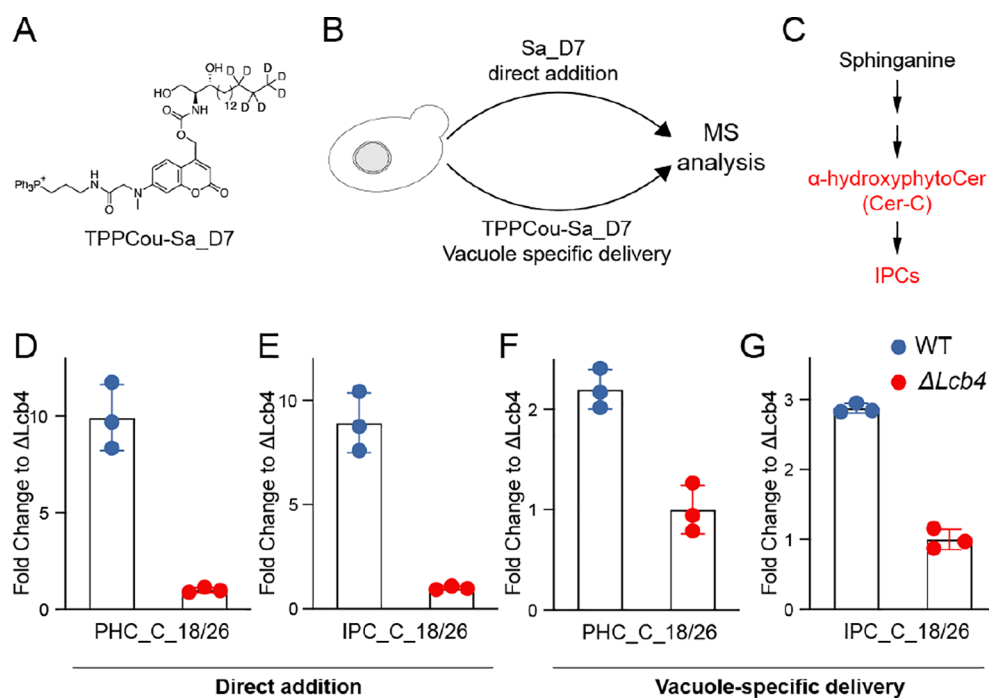 A
OH D D D
D
HO
12 D D D
O NH
O
Ph3P+
H
N
O
N
O O
TPPCou-Sa_D7
B
Sa_D7
direct addition
MS
analysis
TPPCou-Sa_D7
Vacuole specific delivery
C
Sphinganine
α-hydroxyphytoCer
(Cer-C)
IPCs
D
Fold Change to ΔLcb4
10
5
0
PHC_C_18/26
E
Fold Change to ΔLcb4
10
5
0
IPC_C_18/26
Direct addition
F
Fold Change to ΔLcb4
2
1
0
PHC_C_18/26
G
WT
ΔLcb4
Fold Change to ΔLcb4
3
2
1
0
IPC_C_18/26
Vacuole-specific delivery